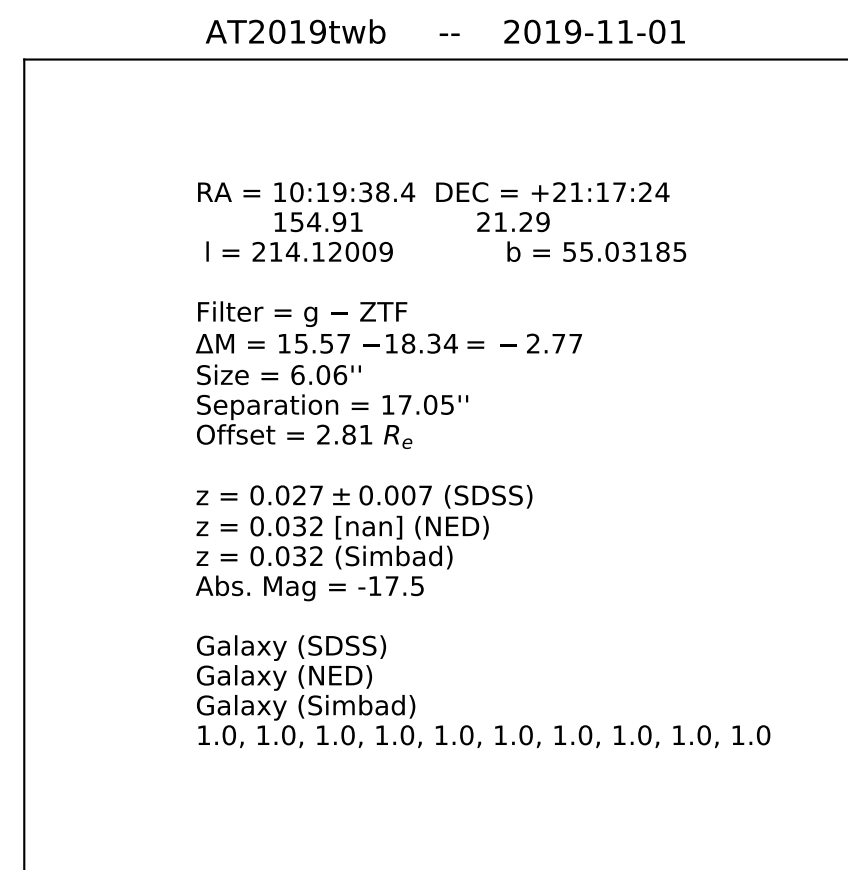 AT2019twb -- 2019-11-01
RA = 10:19:38.4 DEC = +21:17:24
154.91 21.29
l = 214.12009 b = 55.03185
Filter = g − ZTF
ΔM = 15.57 −18.34 = −2.77
Size = 6.06''
Separation = 17.05''
Offset = 2.81 Rₑ
z = 0.027 ± 0.007 (SDSS)
z = 0.032 [nan] (NED)
z = 0.032 (Simbad)
Abs. Mag = -17.5
Galaxy (SDSS)
Galaxy (NED)
Galaxy (Simbad)
1.0, 1.0, 1.0, 1.0, 1.0, 1.0, 1.0, 1.0, 1.0, 1.0